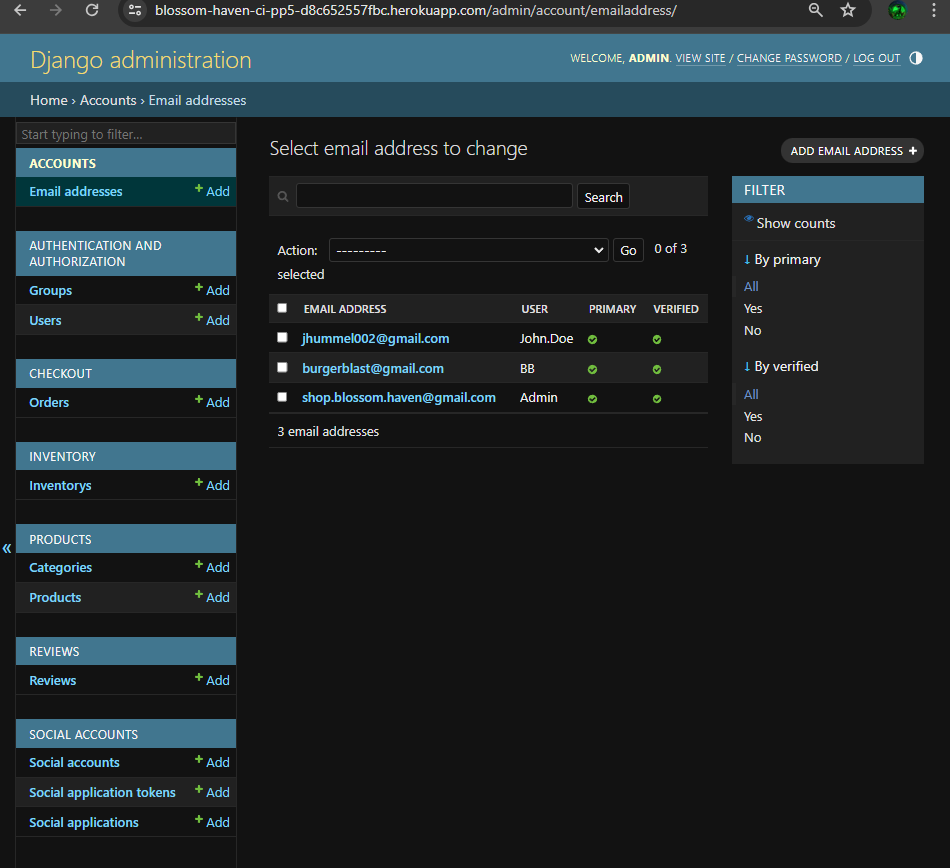 blossom-haven-ci-pp5-d8c652557fbc.herokuapp.com/admin/account/emailaddress/
Django administration
WELCOME, ADMIN. VIEW SITE / CHANGE PASSWORD / LOG OUT
Home › Accounts › Email addresses
Start typing to filter...
ACCOUNTS
Email addresses + Add
AUTHENTICATION AND
AUTHORIZATION
Groups + Add
Users + Add
CHECKOUT
Orders + Add
INVENTORY
Inventorys + Add
«
PRODUCTS
Categories + Add
Products + Add
REVIEWS
Reviews + Add
SOCIAL ACCOUNTS
Social accounts + Add
Social application tokens + Add
Social applications + Add
Select email address to change
ADD EMAIL ADDRESS +
Search
Action: --------- Go 0 of 3
selected
EMAIL ADDRESS USER PRIMARY VERIFIED
jhummel002@gmail.com John.Doe
burgerblast@gmail.com BB
shop.blossom.haven@gmail.com Admin
3 email addresses
FILTER
Show counts
↓ By primary
All
Yes
No
↓ By verified
All
Yes
No